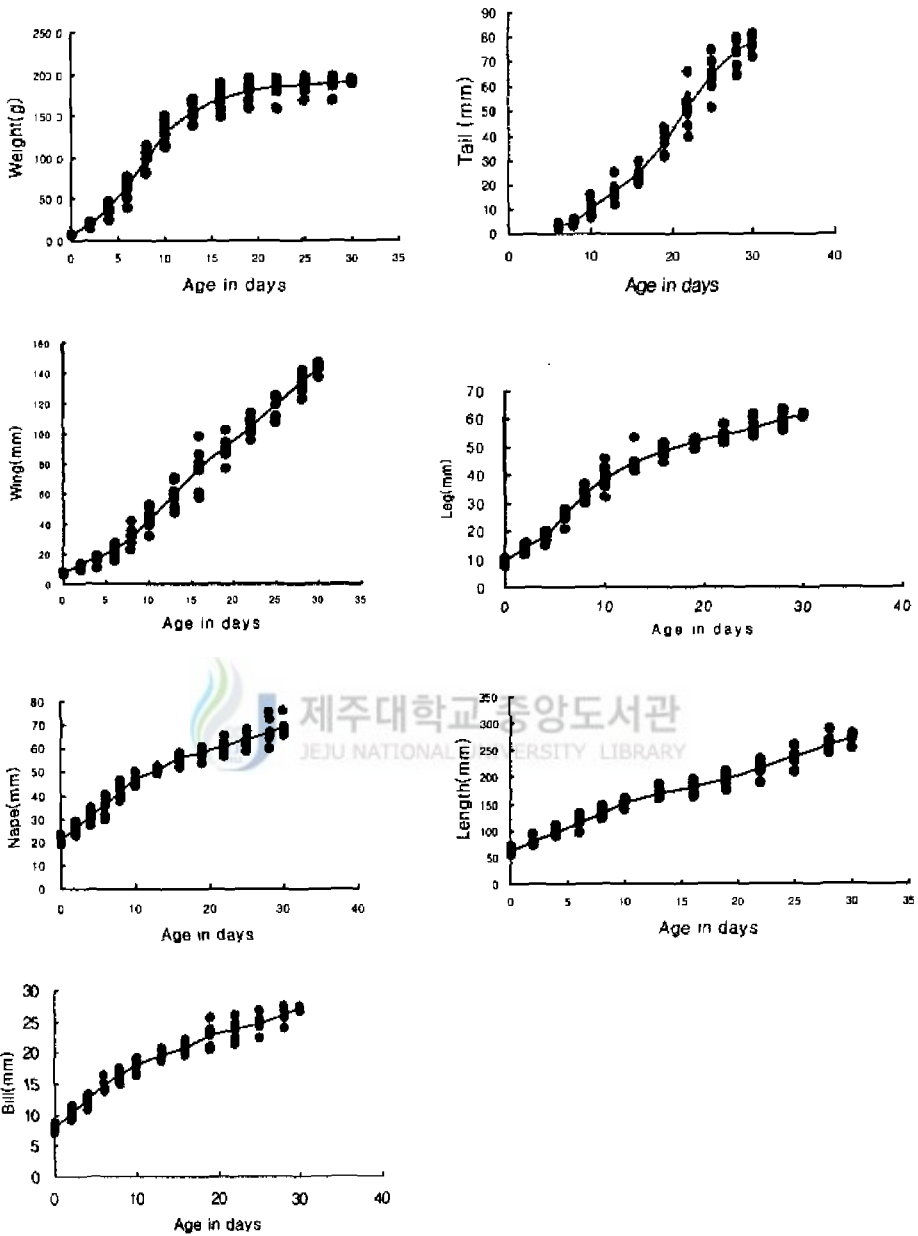 250 0
200 0
150 0
100 0
50 0
0 0
Weight(g)
0 5 10 15 20 25 30 35
Age in days
90
80
70
60
50
40
30
20
10
0
Tail (mm)
0 10 20 30 40
Age in days
160
140
120
100
80
60
40
20
0
Wing(mm)
0 5 10 15 20 25 30 35
Age in days
70
60
50
40
30
20
10
0
Leg(mm)
0 10 20 30 40
Age in days
80
70
60
50
40
30
20
10
0
Nape(mm)
0 10 20 30 40
Age in days
350
300
250
200
150
100
50
0
Length(mm)
0 5 10 15 20 25 30 35
Age in days
제주대학교 중앙도서관
JEJU NATIONAL UNIVERSITY LIBRARY
30
25
20
15
10
5
0
Bill(mm)
0 10 20 30 40
Age in days